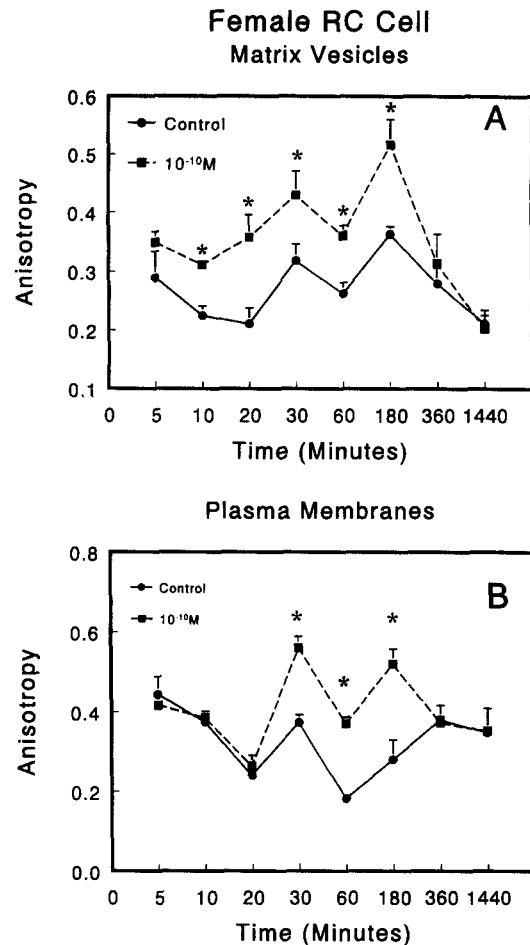 Female RC Cell
Matrix Vesicles
A
Control
10⁻¹⁰M
0.6
0.5
0.4
0.3
0.2
0.1
Anisotropy
* * * * *
0 5 10 20 30 60 180 360 1440
Time (Minutes)
Plasma Membranes
B
Control
10⁻¹⁰M
0.8
0.6
0.4
0.2
0.0
Anisotropy
* * *
0 5 10 20 30 60 180 360 1440
Time (Minutes)